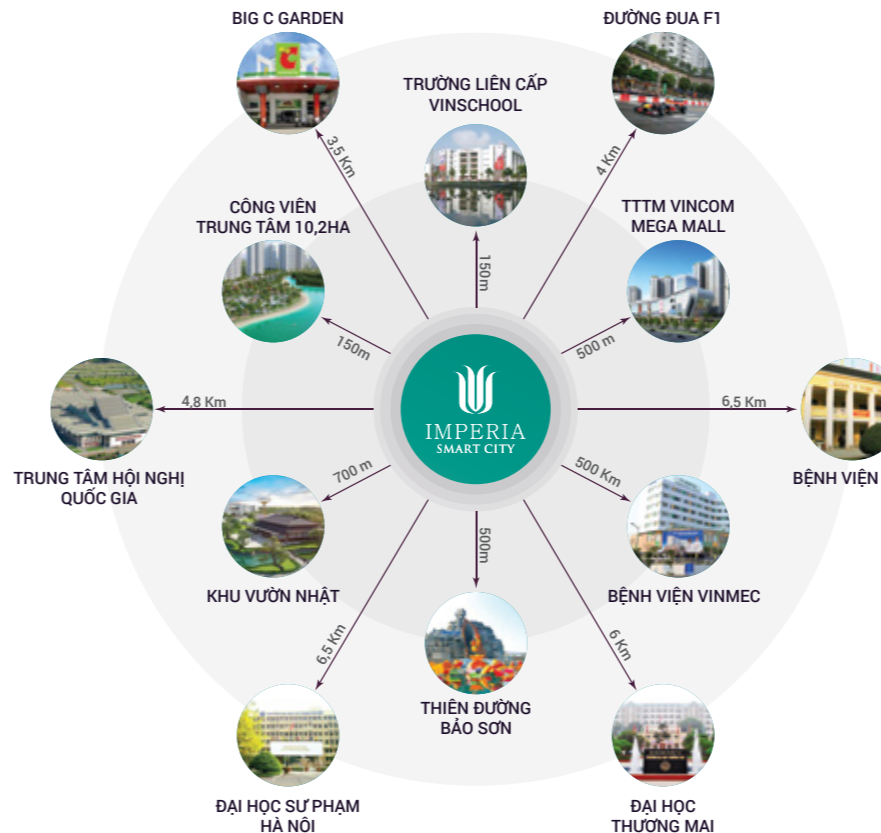 BIG C GARDEN
ĐƯỜNG ĐUA F1
TRƯỜNG LIÊN CẤP
VINSCHOOL
3,5 Km
4 Km
CÔNG VIÊN
TRUNG TÂM 10,2HA
TTTM VINCOM
MEGA MALL
150m
150m
500 m
4,8 Km
IMPERIA
SMART CITY
6,5 Km
TRUNG TÂM HỘI NGHỊ
QUỐC GIA
700 m
500 Km
BỆNH VIỆN
500m
KHU VƯỜN NHẬT
BỆNH VIỆN VINMEC
6,5 Km
6 Km
THIÊN ĐƯỜNG
BẢO SƠN
ĐẠI HỌC SƯ PHẠM
HÀ NÔI
ĐẠI HỌC
THƯƠNG MẠI